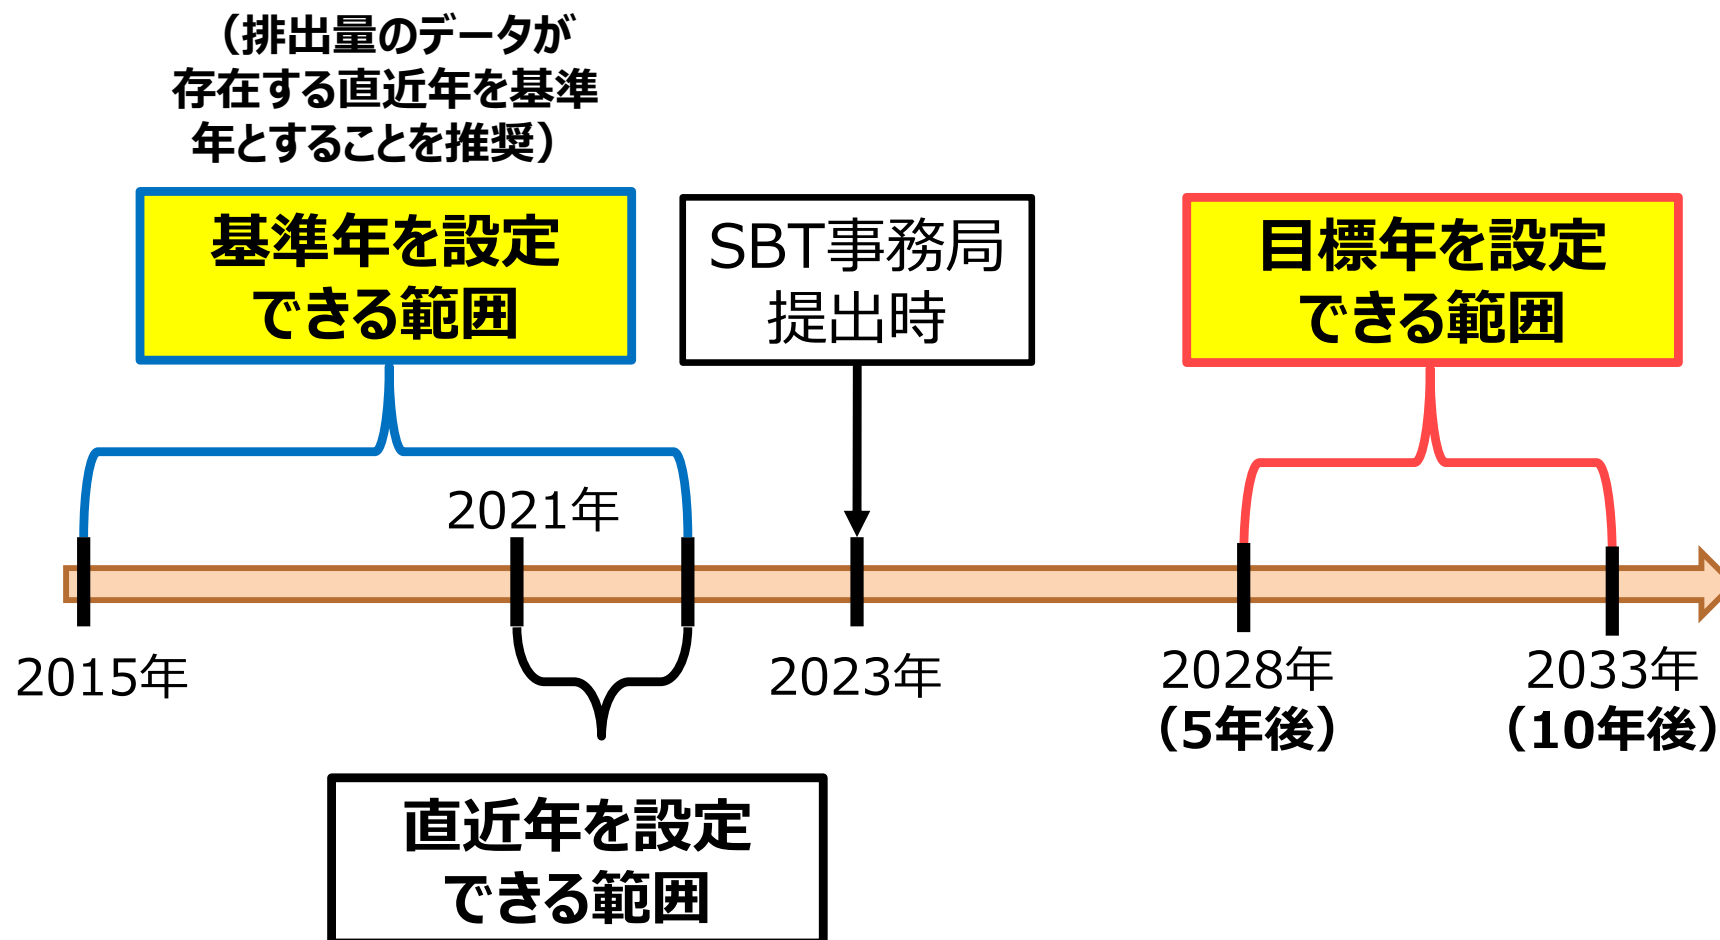 （排出量のデータが
存在する直近年を基準
年とすることを推奨）
基準年を設定
できる範囲
SBT事務局
提出時
目標年を設定
できる範囲
2021年
2015年
2023年
2028年
（5年後）
2033年
（10年後）
直近年を設定
できる範囲